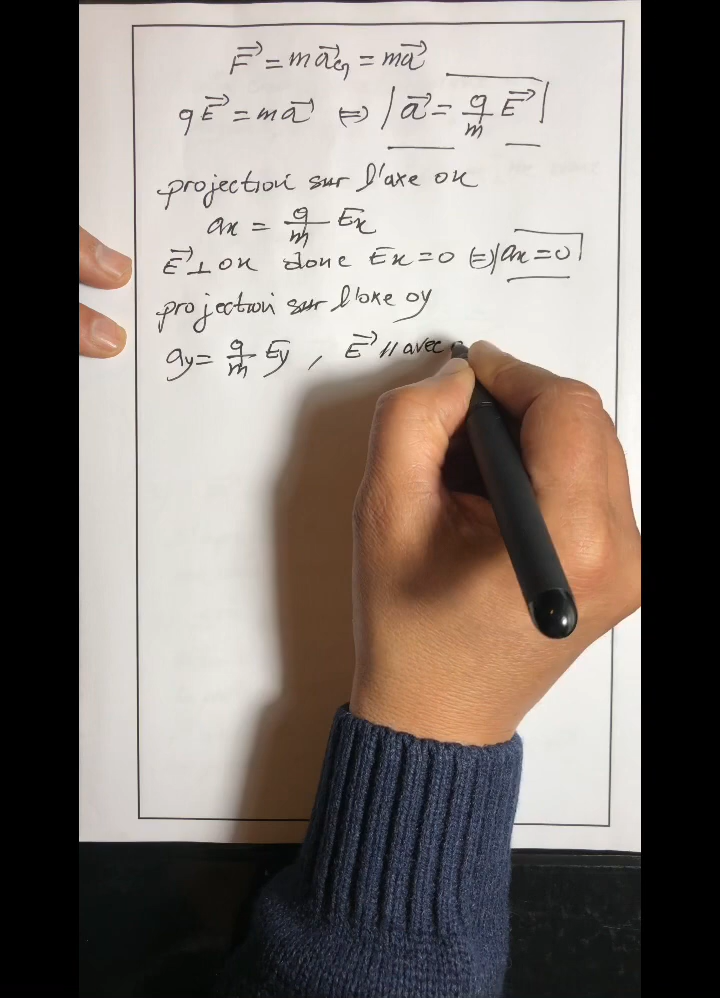 F⃗ = ma⃗G = ma⃗
qE⃗ = ma⃗ ⇔ | a⃗ = q/m E⃗ |
projection sur l'axe ox
ax = q/m Ex
E⃗ ⊥ ox donc Ex = 0 ⇔ |ax = 0|
projection sur l'axe oy
ay = q/m Ey , E⃗ // avec